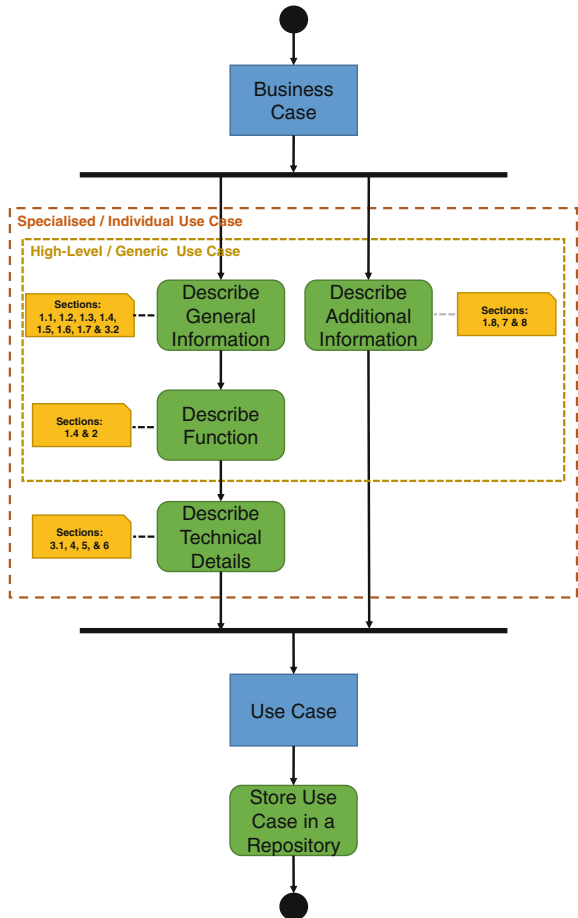 Business
Case
Specialised / Individual Use Case
High-Level / Generic Use Case
Sections:
1.1, 1.2, 1.3, 1.4,
1.5, 1.6, 1.7 & 3.2
Describe
General
Information
Describe
Additional
Information
Sections:
1.8, 7 & 8
Sections:
1.4 & 2
Describe
Function
Sections:
3.1, 4, 5, & 6
Describe
Technical
Details
Use Case
Store Use
Case in a
Repository